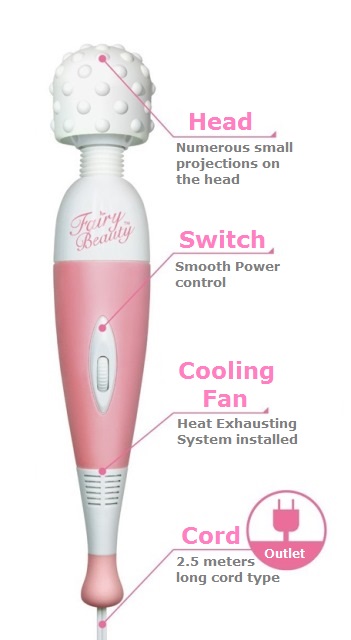 Head
Numerous small
projections on
the head
The
Fairy
Beauty
Switch
Smooth Power
control
Cooling
Fan
Heat Exhausting
System installed
Cord
Outlet
2.5 meters
long cord type